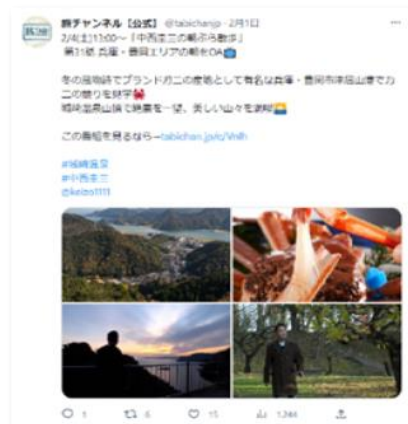 旅チャンネル【公式】 @tabichanjp · 2月1日
2/4(土)13:00～「中西圭三の朝ぶら散歩」
第31話 兵庫・豊岡エリアの朝をOA
冬の風物詩でブランドガニの産地として有名な兵庫・豊岡市津居山港でカ
ニの競りを見学
城崎温泉山頂で絶景を一望、美しい山々を満喫
この番組を見るなら→tabichan.jp/c/Vnlh
#城崎温泉
#中西圭三
@keizo1111
1
6
15